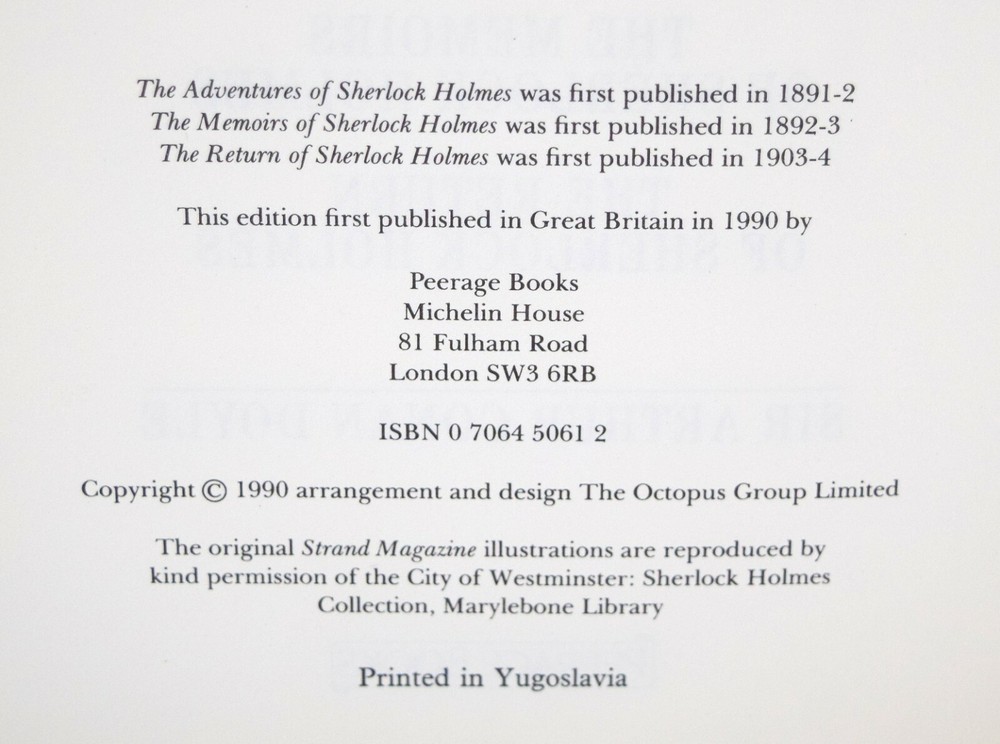 The Adventures of Sherlock Holmes was first published in 1891-2
The Memoirs of Sherlock Holmes was first published in 1892-3
The Return of Sherlock Holmes was first published in 1903-4
This edition first published in Great Britain in 1990 by
Peerage Books
Michelin House
81 Fulham Road
London SW3 6RB
ISBN 0 7064 5061 2
Copyright © 1990 arrangement and design The Octopus Group Limited
The original Strand Magazine illustrations are reproduced by
kind permission of the City of Westminster: Sherlock Holmes
Collection, Marylebone Library
Printed in Yugoslavia